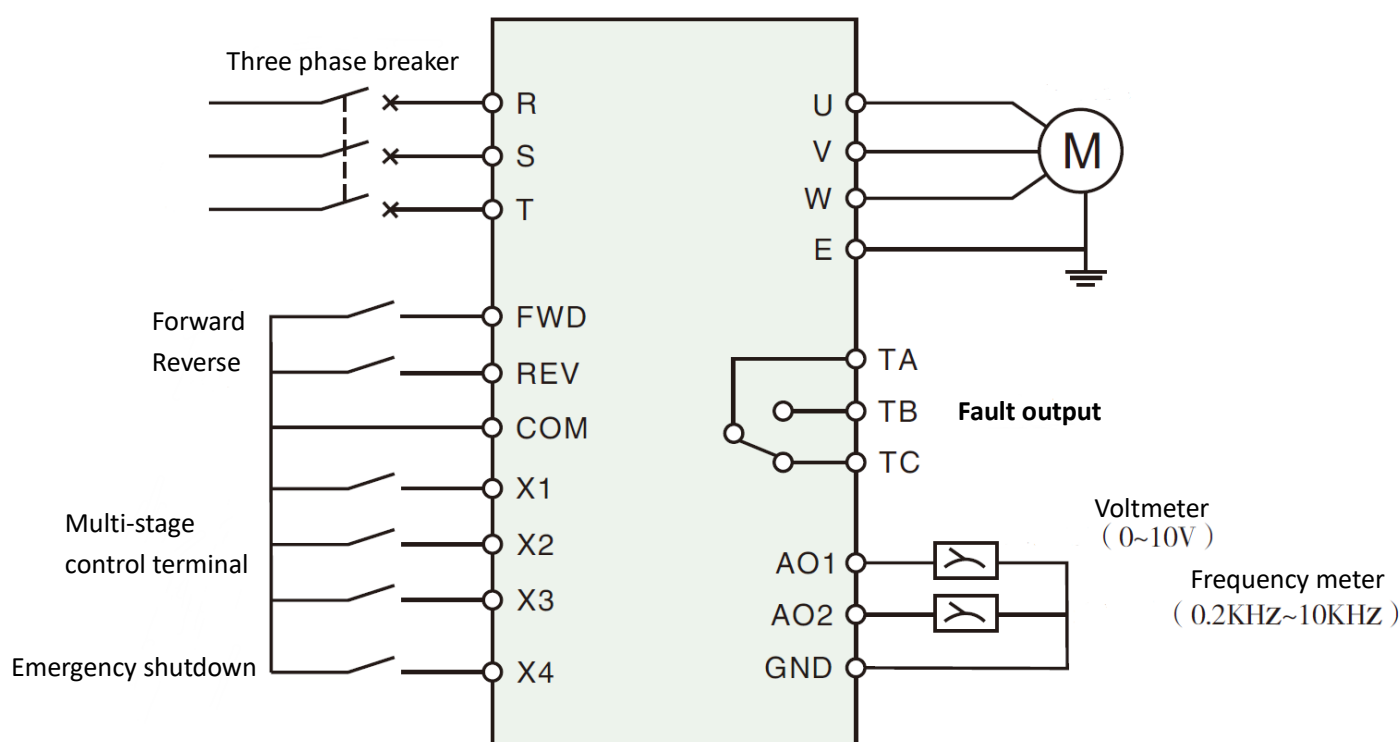 Three phase breaker
R
S
T
U
V
W
E
M
Forward
Reverse
FWD
REV
COM
Multi-stage
control terminal
X1
X2
X3
Emergency shutdown
X4
TA
TB
Fault output
TC
Voltmeter
( 0~10V )
AO1
Frequency meter
( 0.2KHZ~10KHZ )
AO2
GND